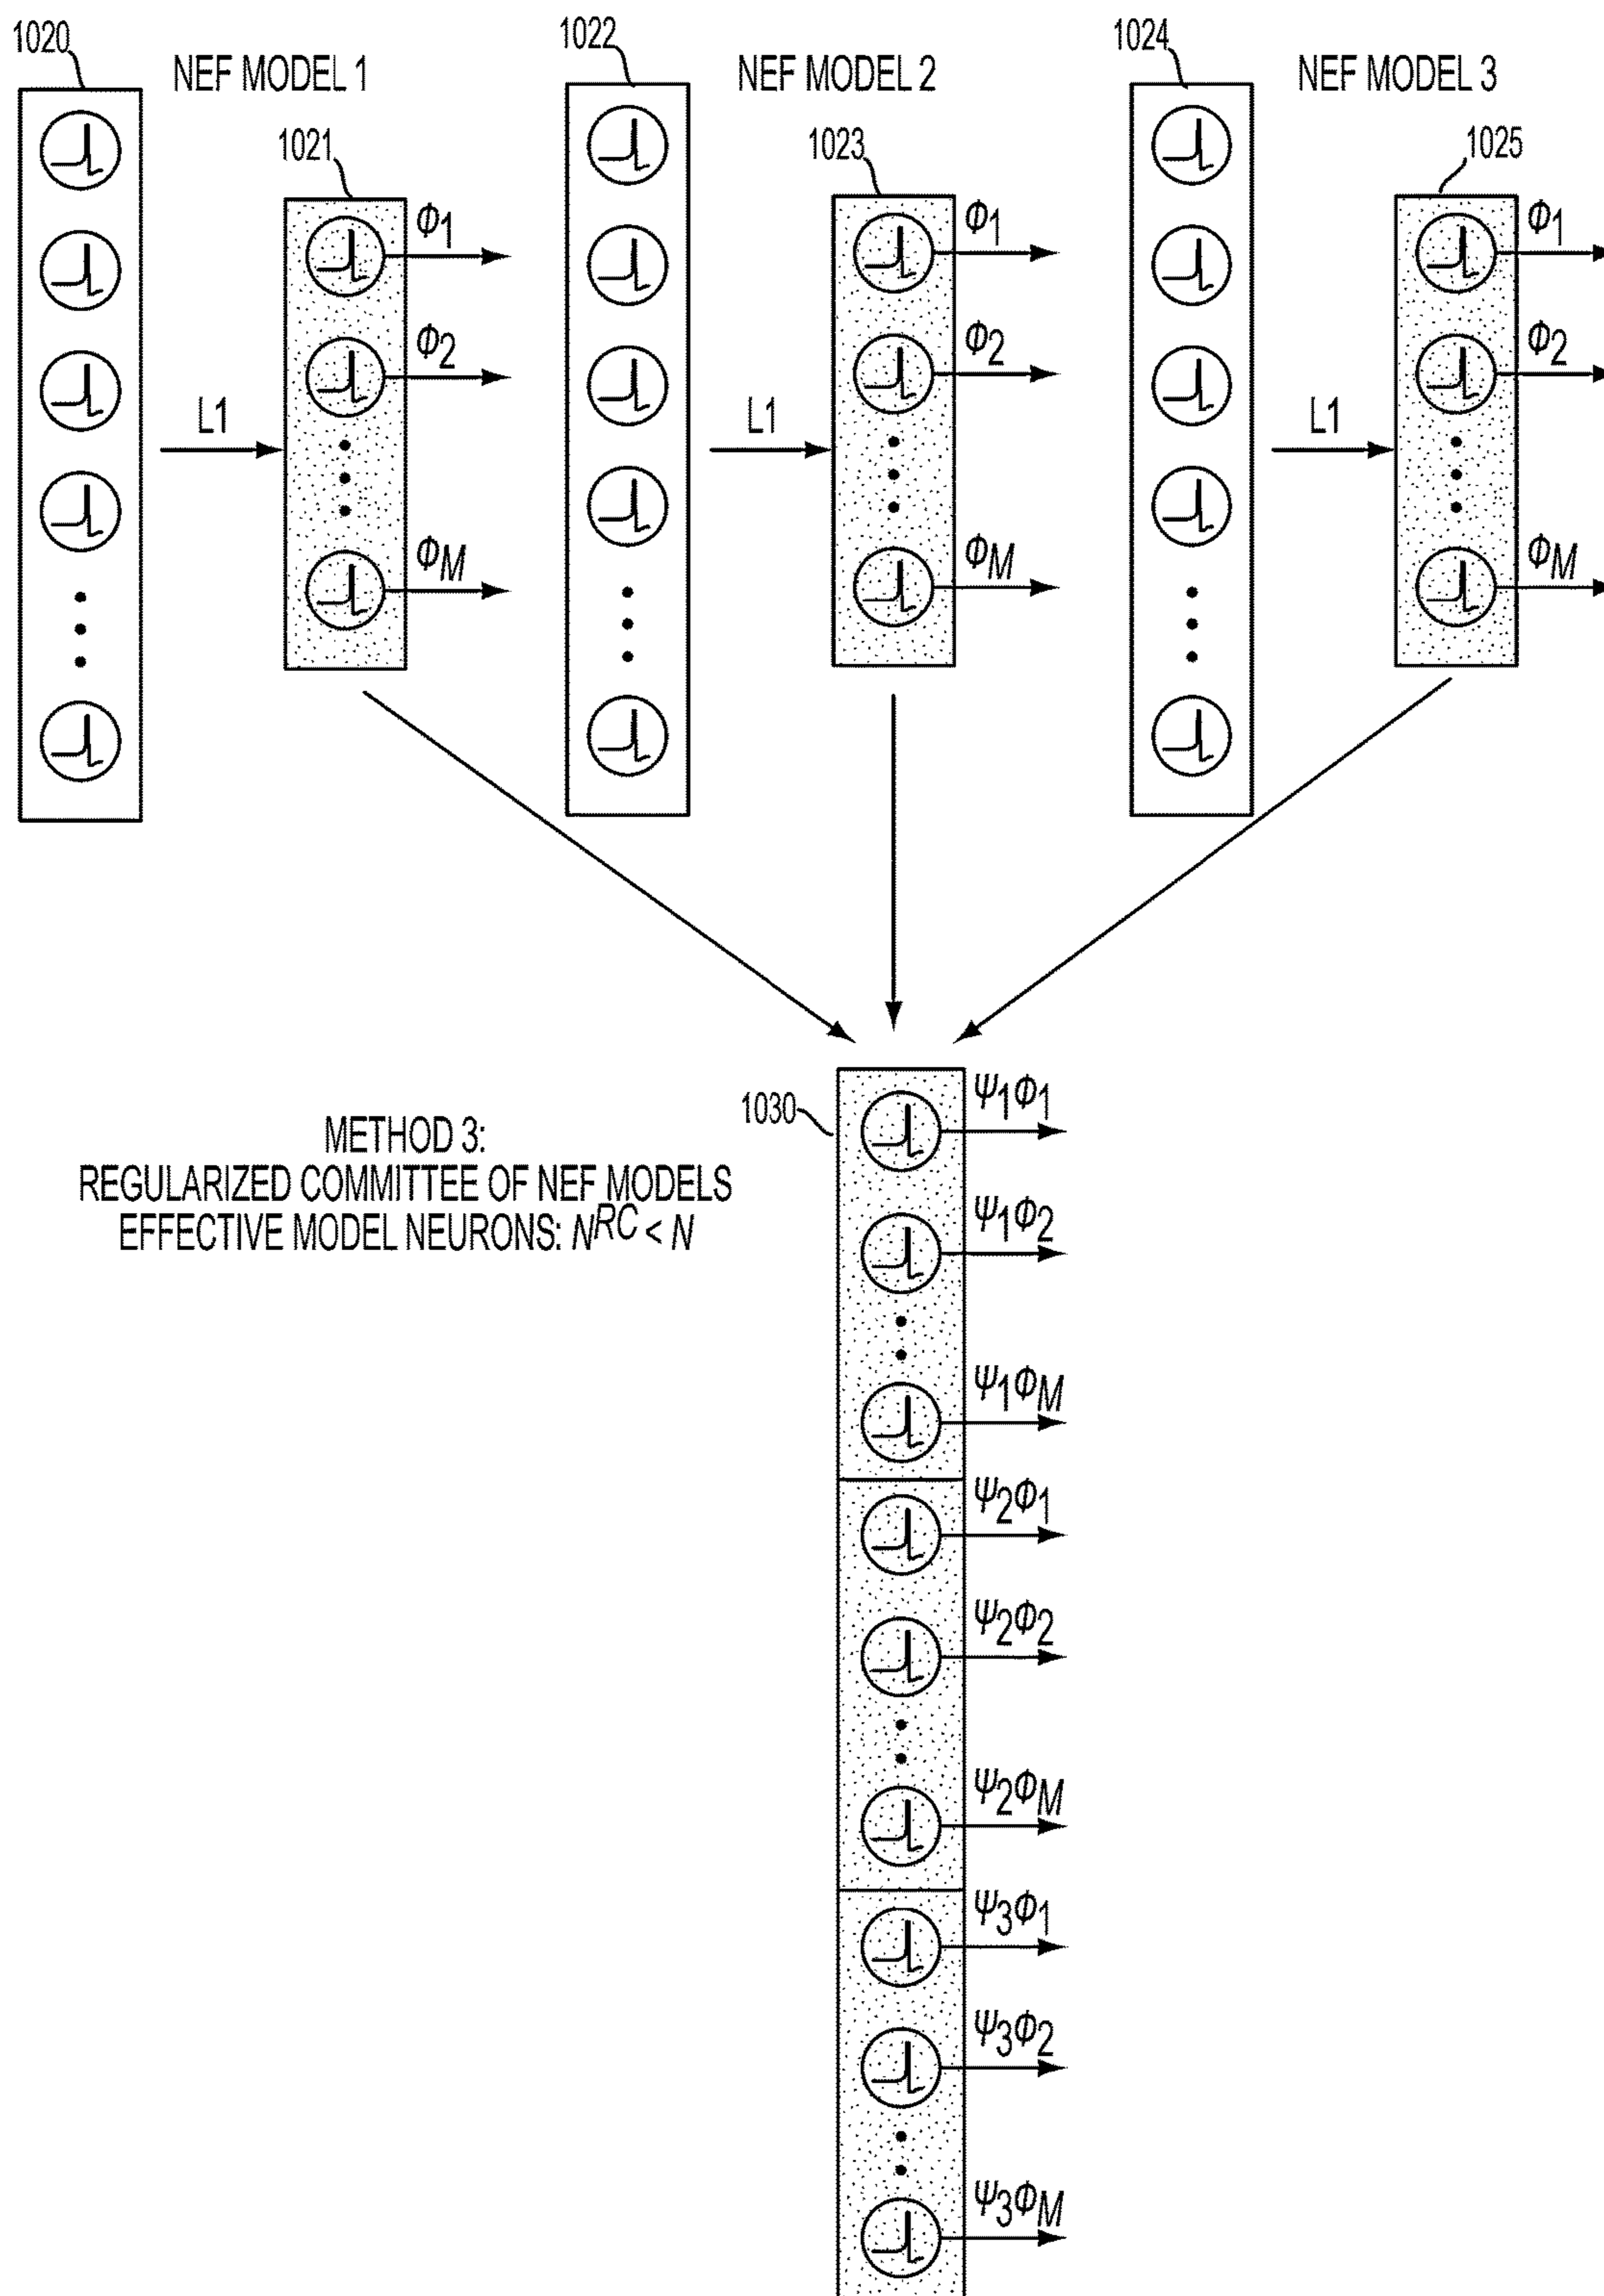 1020
NEF MODEL 1
1022
NEF MODEL 2
1024
NEF MODEL 3
1021
1023
1025
Φ1
Φ1
Φ1
Φ2
Φ2
Φ2
L1
L1
L1
ΦM
ΦM
ΦM
1030
Ψ1Φ1
METHOD 3:
REGULARIZED COMMITTEE OF NEF MODELS
EFFECTIVE MODEL NEURONS: N^RC < N
Ψ1Φ2
Ψ1ΦM
Ψ2Φ1
Ψ2Φ2
Ψ2ΦM
Ψ3Φ1
Ψ3Φ2
Ψ3ΦM